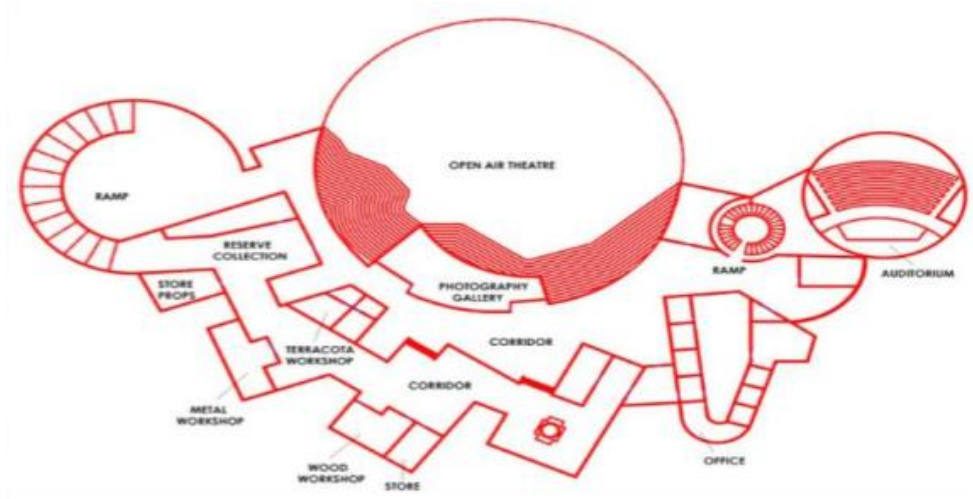 OPEN AIR THEATRE
RAMP
RESERVE
COLLECTION
STORE
PROPS
PHOTOGRAPHY
GALLERY
RAMP
AUDITORIUM
TERRACOTA
WORKSHOP
CORRIDOR
CORRIDOR
METAL
WORKSHOP
WOOD
WORKSHOP
STORE
OFFICE